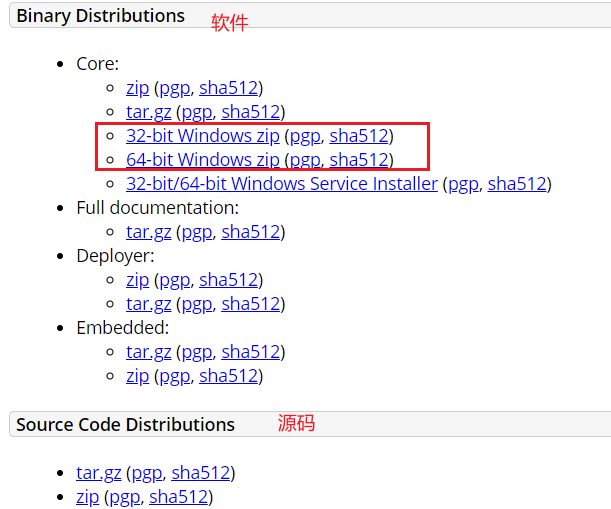 Binary Distributions
软件
Core:
zip (pgp, sha512)
tar.gz (pgp, sha512)
32-bit Windows zip (pgp, sha512)
64-bit Windows zip (pgp, sha512)
32-bit/64-bit Windows Service Installer (pgp, sha512)
Full documentation:
tar.gz (pgp, sha512)
Deployer:
zip (pgp, sha512)
tar.gz (pgp, sha512)
Embedded:
tar.gz (pgp, sha512)
zip (pgp, sha512)
Source Code Distributions
源码
tar.gz (pgp, sha512)
zip (pgp, sha512)